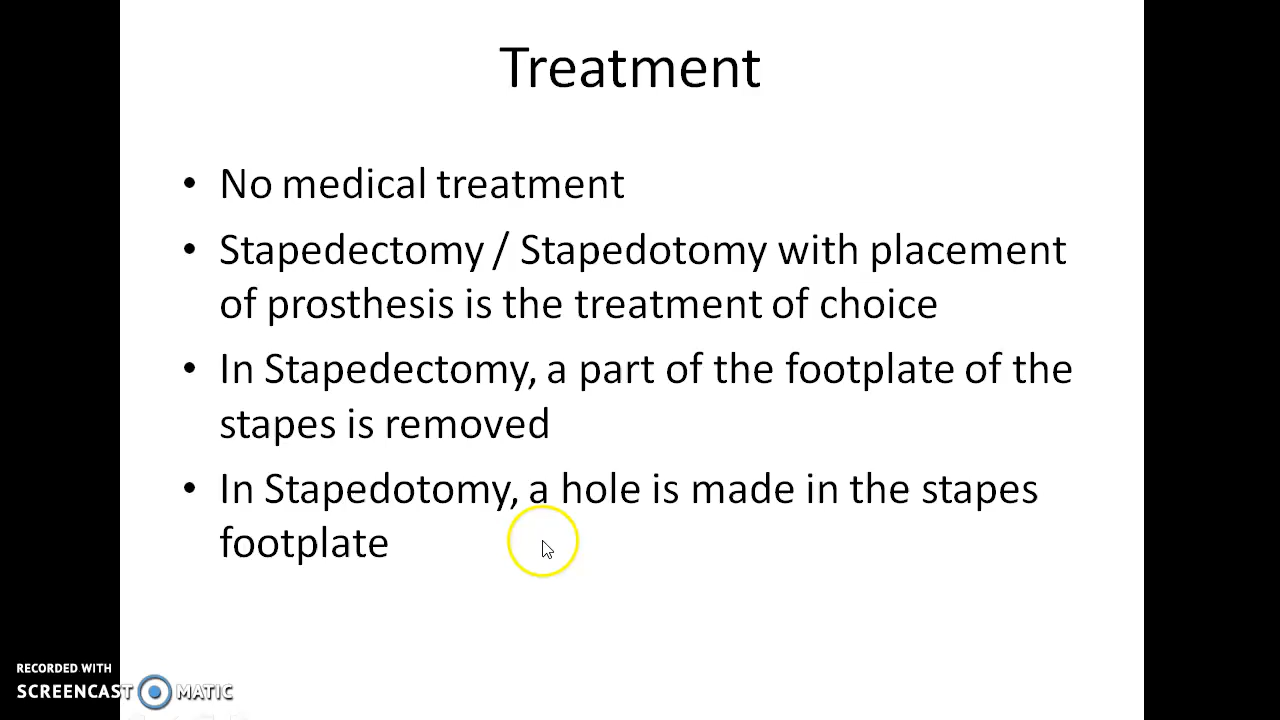 Treatment
• No medical treatment
• Stapedectomy / Stapedotomy with placement
of prosthesis is the treatment of choice
• In Stapedectomy, a part of the footplate of the
stapes is removed
• In Stapedotomy, a hole is made in the stapes
footplate
RECORDED WITH
SCREENCAST MATIC